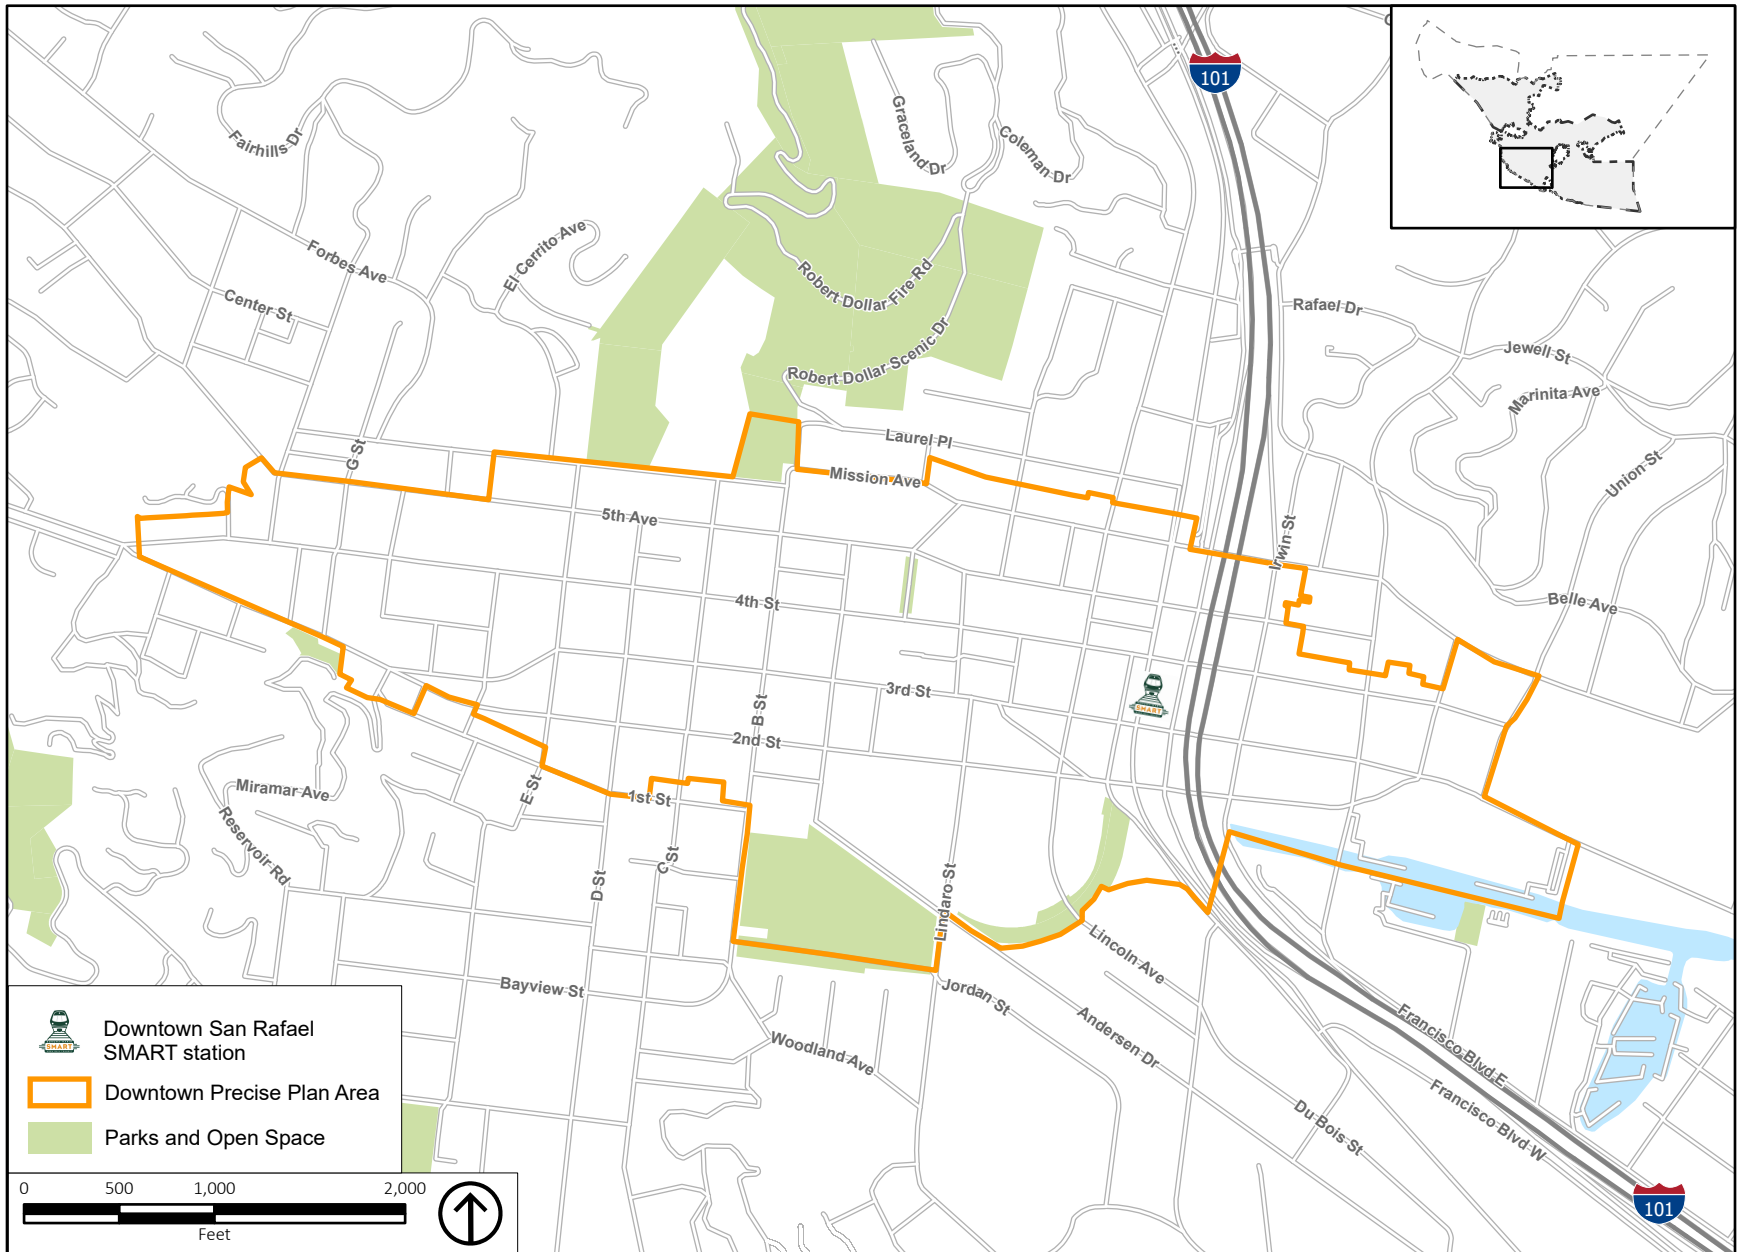 101
Graceland Dr
Coleman Dr
Fairhills Dr
Forbes Ave
El Cerrito Ave
Center St
Robert Dollar Fire Rd
Robert Dollar Scenic Dr
Rafael Dr
Jewell St
Marinita Ave
Laurel Pl
G St
Mission Ave
Union St
5th Ave
Irwin St
4th St
Belle Ave
3rd St
SMART
B St
2nd St
E St
Miramar Ave
1st St
Reservoir Rd
C St
D St
Lindaro St
Lincoln Ave
Bayview St
Jordan St
Andersen Dr
Woodland Ave
Francisco Blvd E
Francisco Blvd W
Du Bois St
101
SMART
Downtown San Rafael
SMART station
Downtown Precise Plan Area
Parks and Open Space
0 500 1,000 2,000
Feet